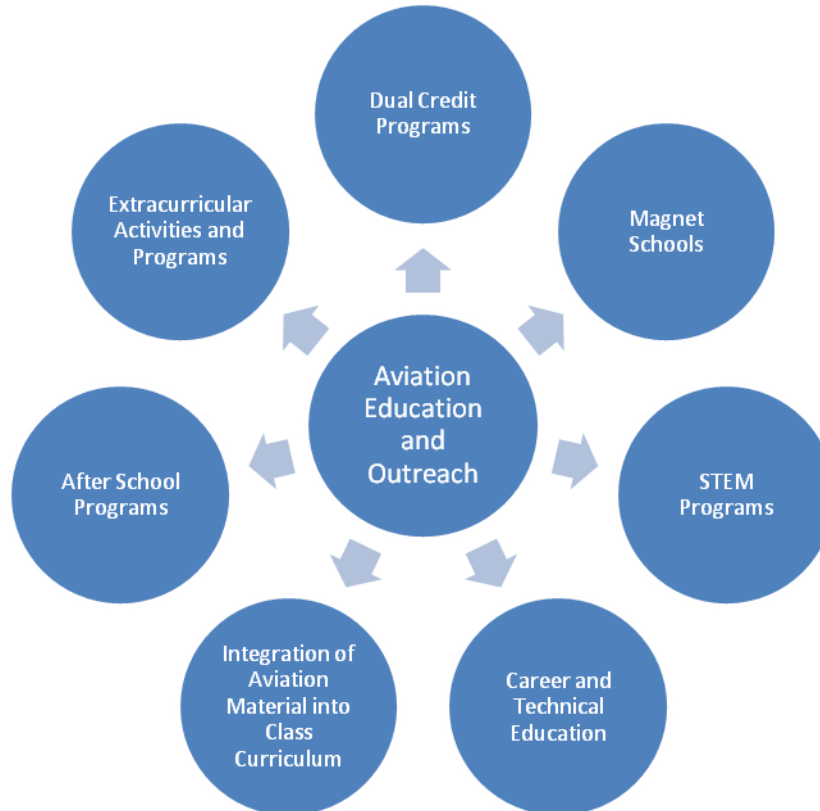 Dual Credit
Programs
Extracurricular
Activities and
Programs
Magnet
Schools
Aviation
Education
and
Outreach
After School
Programs
STEM
Programs
Integration of
Aviation
Material into
Class
Curriculum
Career and
Technical
Education